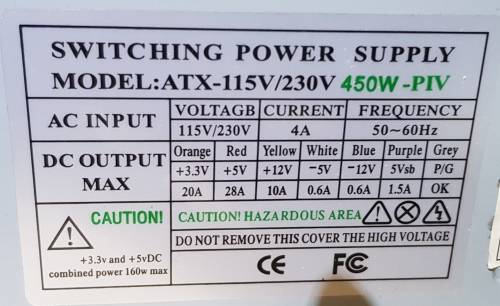 SWITCHING POWER SUPPLY
MODEL:ATX-115V/230V 450W-PIV
AC INPUT
VOLTAGB CURRENT FREQUENCY
115V/230V 4A 50~60Hz
DC OUTPUT
MAX
Orange Red Yellow White Blue Purple Grey
+3.3V +5V +12V -5V -12V 5Vsb P/G
20A 28A 10A 0.6A 0.6A 1.5A OK
CAUTION!
+3.3v and +5vDC
combined power 160w max
CAUTION! HAZARDOUS AREA
DO NOT REMOVE THIS COVER THE HIGH VOLTAGE
CE FC